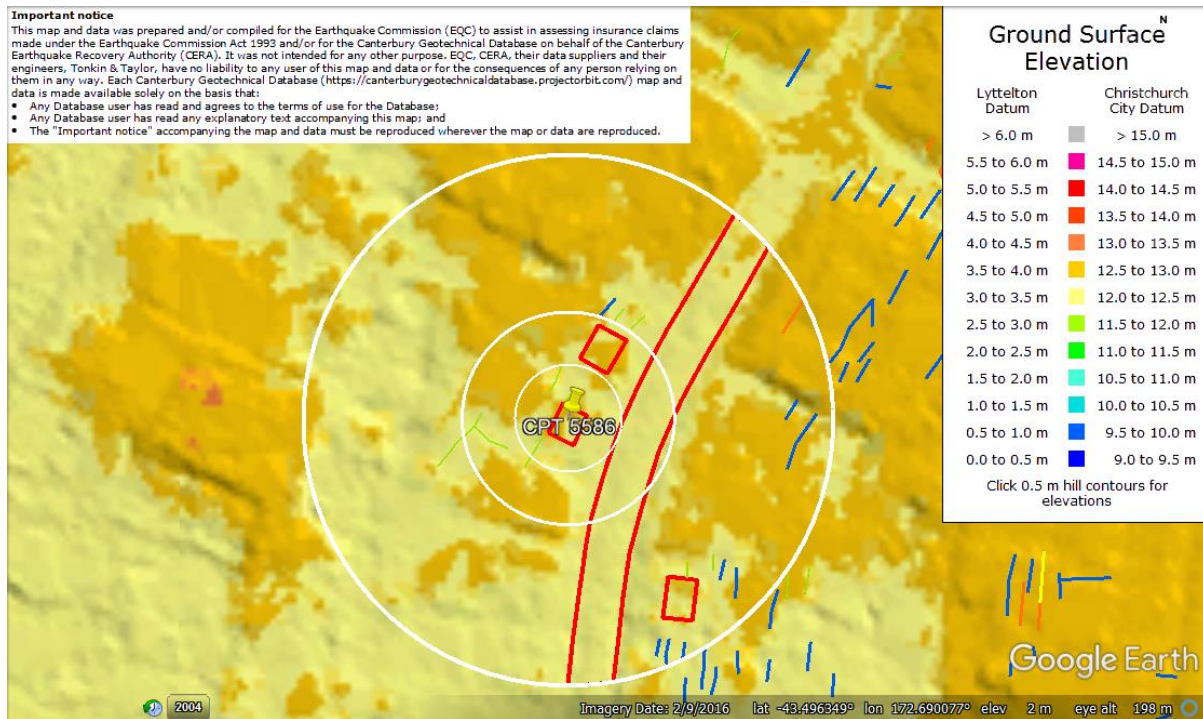 Important notice
This map and data was prepared and/or compiled for the Earthquake Commission (EQC) to assist in assessing insurance claims
made under the Earthquake Commission Act 1993 and/or for the Canterbury Geotechnical Database on behalf of the Canterbury
Earthquake Recovery Authority (CERA). It was not intended for any other purpose. EQC, CERA, their data suppliers and their
engineers, Tonkin & Taylor, have no liability to any user of this map and data or for the consequences of any person relying on
them in any way. Each Canterbury Geotechnical Database (https://canterburygeotechnicaldatabase.projectorbit.com/) map and
data is made available solely on the basis that:
• Any Database user has read and agrees to the terms of use for the Database;
• Any Database user has read any explanatory text accompanying this map; and
• The "Important notice" accompanying the map and data must be reproduced wherever the map or data are reproduced.
N
Ground Surface
Elevation
Lyttelton Christchurch
Datum City Datum
> 6.0 m > 15.0 m
5.5 to 6.0 m 14.5 to 15.0 m
5.0 to 5.5 m 14.0 to 14.5 m
4.5 to 5.0 m 13.5 to 14.0 m
4.0 to 4.5 m 13.0 to 13.5 m
3.5 to 4.0 m 12.5 to 13.0 m
3.0 to 3.5 m 12.0 to 12.5 m
2.5 to 3.0 m 11.5 to 12.0 m
2.0 to 2.5 m 11.0 to 11.5 m
1.5 to 2.0 m 10.5 to 11.0 m
1.0 to 1.5 m 10.0 to 10.5 m
0.5 to 1.0 m 9.5 to 10.0 m
0.0 to 0.5 m 9.0 to 9.5 m
Click 0.5 m hill contours for
elevations
CPT 5586
Google Earth
2004
Imagery Date: 2/9/2016 lat -43.496349° lon 172.690077° elev 2 m eye alt 198 m